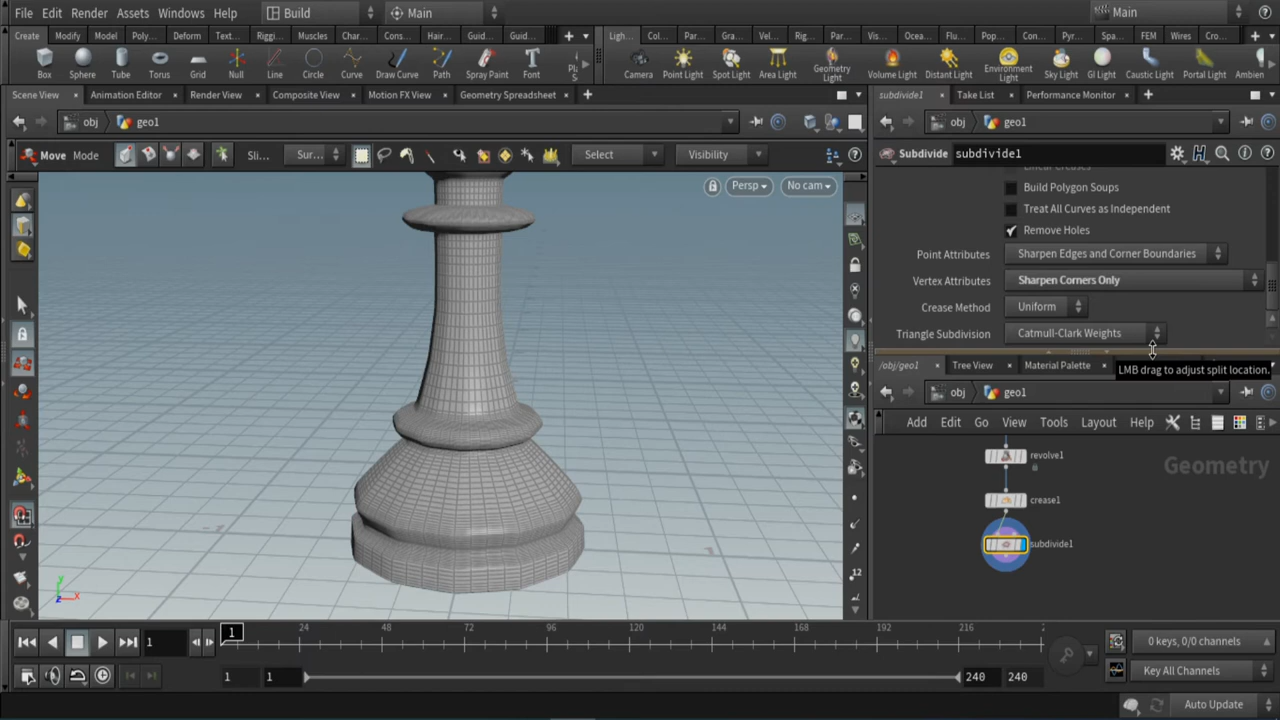 File Edit Render Assets Windows Help Build Main Main
Create Modify Model Poly... Deform Text... Riggi... Muscles Char... Cons... Hair... Guid... Guid... Ligh... Col... Par... Gra... Vel... Rig... Par... Vis... Ocea... Flu... Pop... Con... Pyr... Spa... FEM Wires Cro...
Box Sphere Tube Torus Grid Null Line Circle Curve Draw Curve Path Spray Paint Font Camera Point Light Spot Light Area Light Geometry Light Volume Light Distant Light Environment Light Sky Light GI Light Caustic Light Portal Light Ambien
Scene View Animation Editor Render View Composite View Motion FX View Geometry Spreadsheet
obj geo1
Move Mode Sli... Sur... Select Visibility
Persp No cam
y
x
z
12
subdivide1 Take List Performance Monitor
obj geo1
Subdivide subdivide1
Linear Creases
Build Polygon Soups
Treat All Curves as Independent
Remove Holes
Point Attributes Sharpen Edges and Corner Boundaries
Vertex Attributes Sharpen Corners Only
Crease Method Uniform
Triangle Subdivision Catmull-Clark Weights
/obj/geo1 Tree View Material Palette
LMB drag to adjust split location.
obj geo1
Add Edit Go View Tools Layout Help
Geometry
revolve1
crease1
subdivide1
1 1 24 48 72 96 120 144 168 192 216
0 keys, 0/0 channels
1 1 240 240 Key All Channels
Auto Update